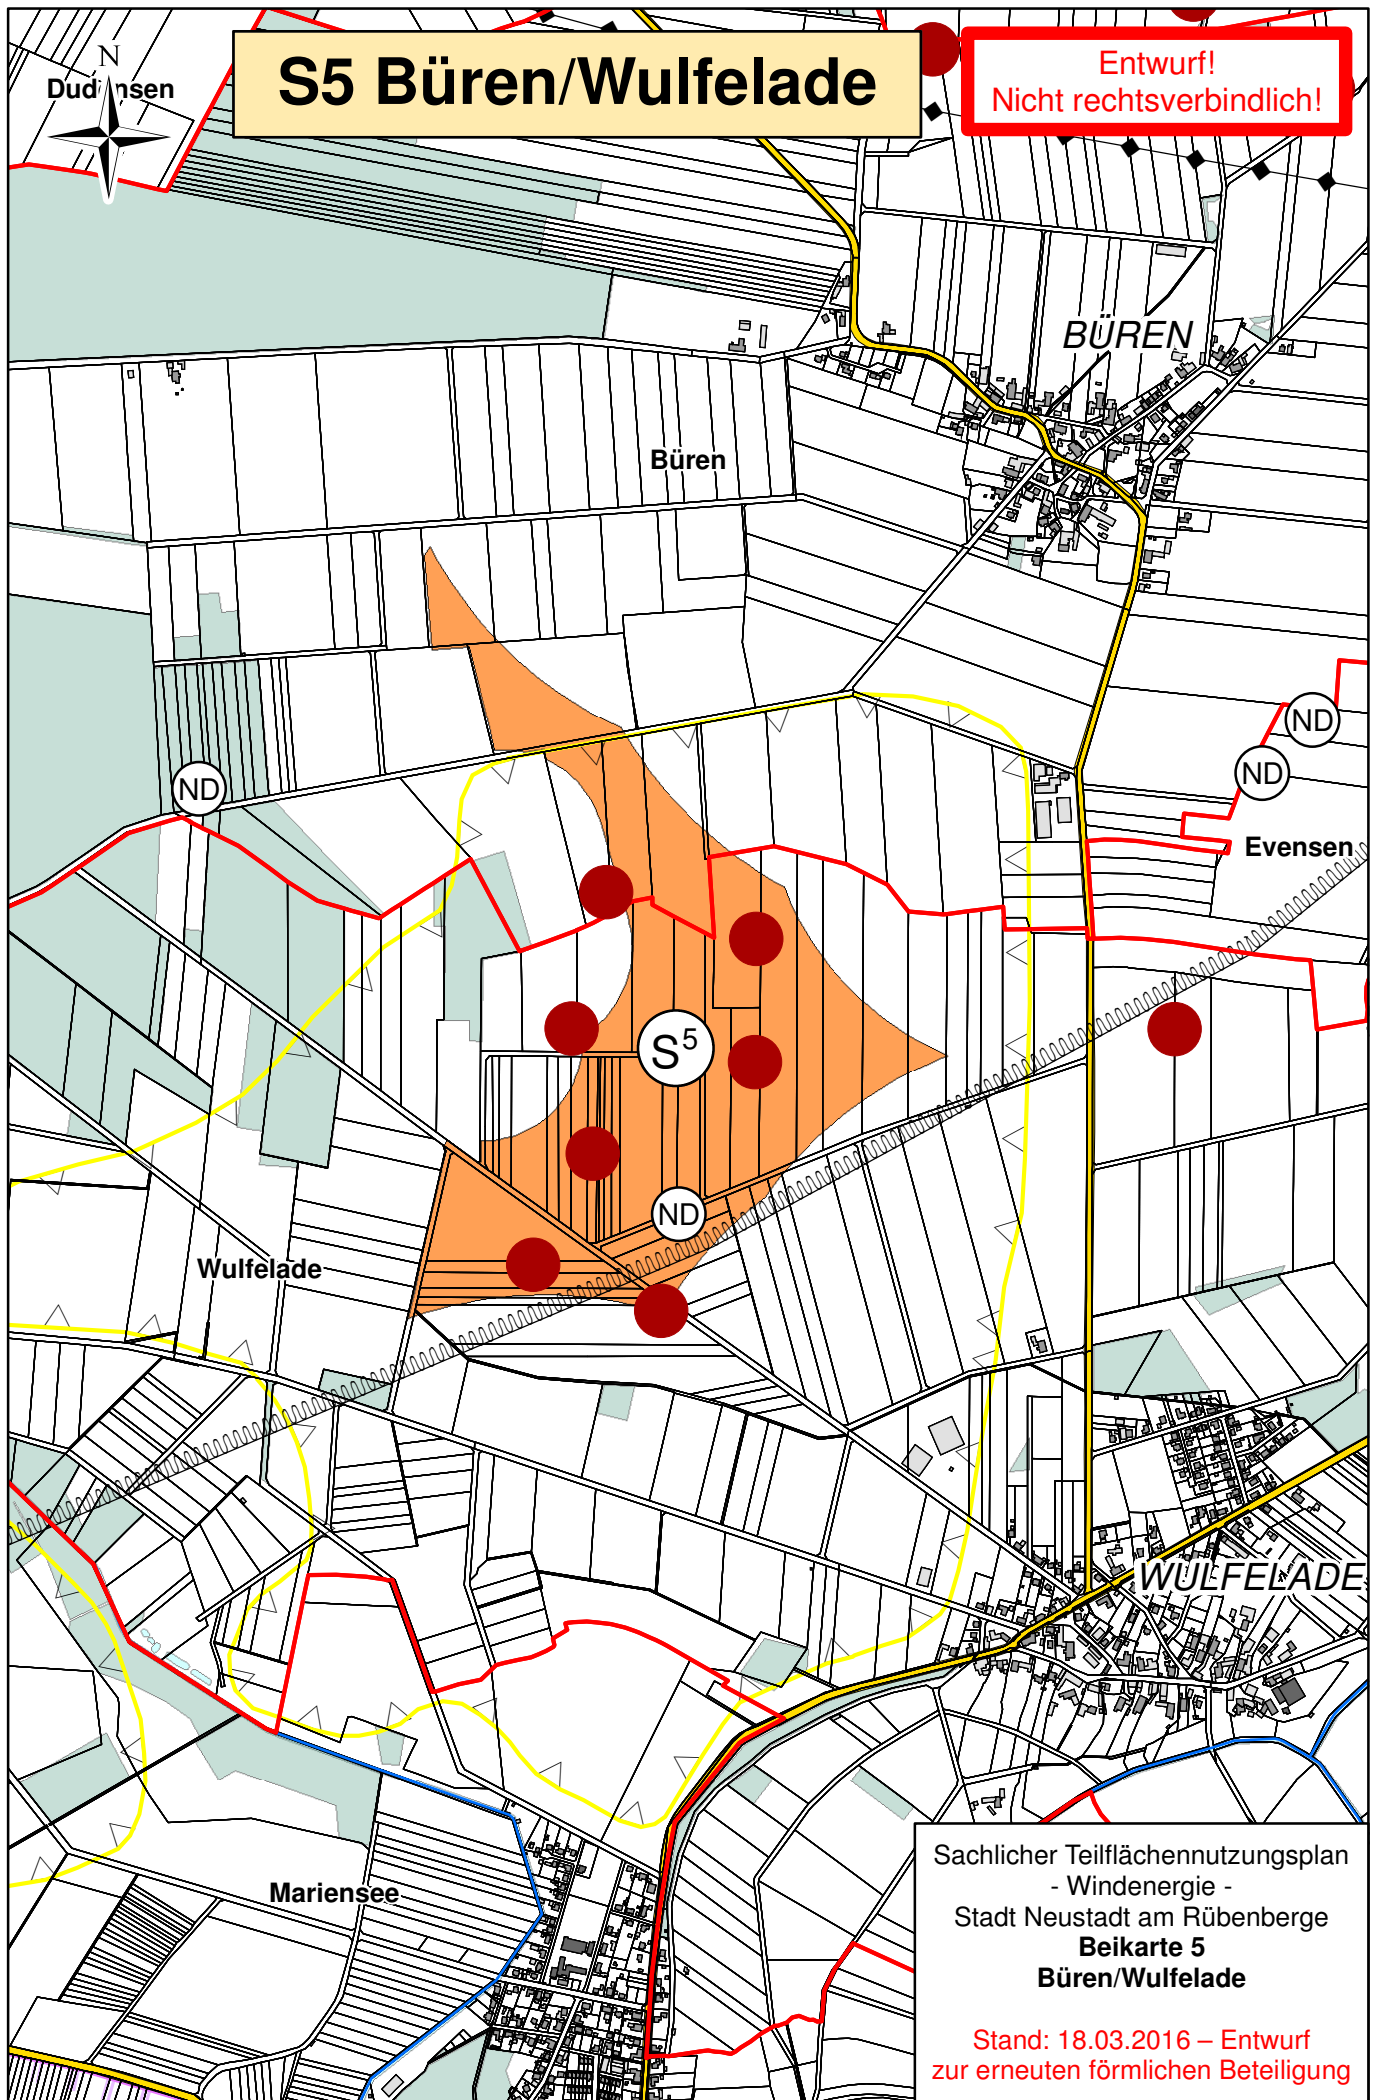 S5 Büren/Wulfelade
Entwurf!
Nicht rechtsverbindlich!
N
Dudensen
BÜREN
Büren
ND
ND
ND
Evensen
S⁵
ND
Wulfelade
WULFELADE
Mariensee
Sachlicher Teilflächennutzungsplan
- Windenergie -
Stadt Neustadt am Rübenberge
Beikarte 5
Büren/Wulfelade
Stand: 18.03.2016 – Entwurf
zur erneuten förmlichen Beteiligung